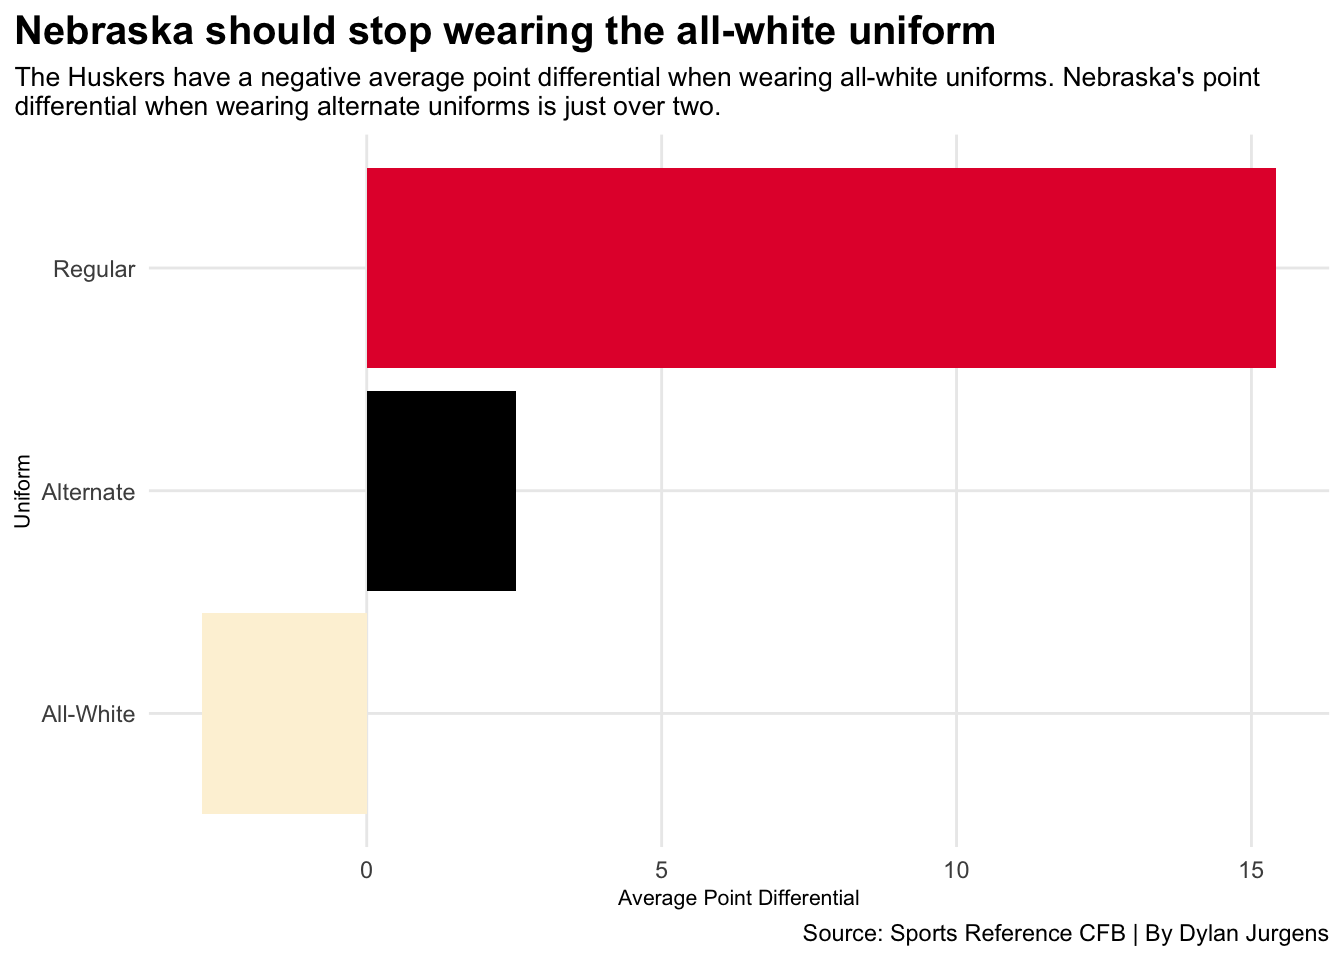 Nebraska should stop wearing the all-white uniform
The Huskers have a negative average point differential when wearing all-white uniforms. Nebraska's point
differential when wearing alternate uniforms is just over two.
Uniform
Regular
Alternate
All-White
0 5 10 15
Average Point Differential
Source: Sports Reference CFB | By Dylan Jurgens